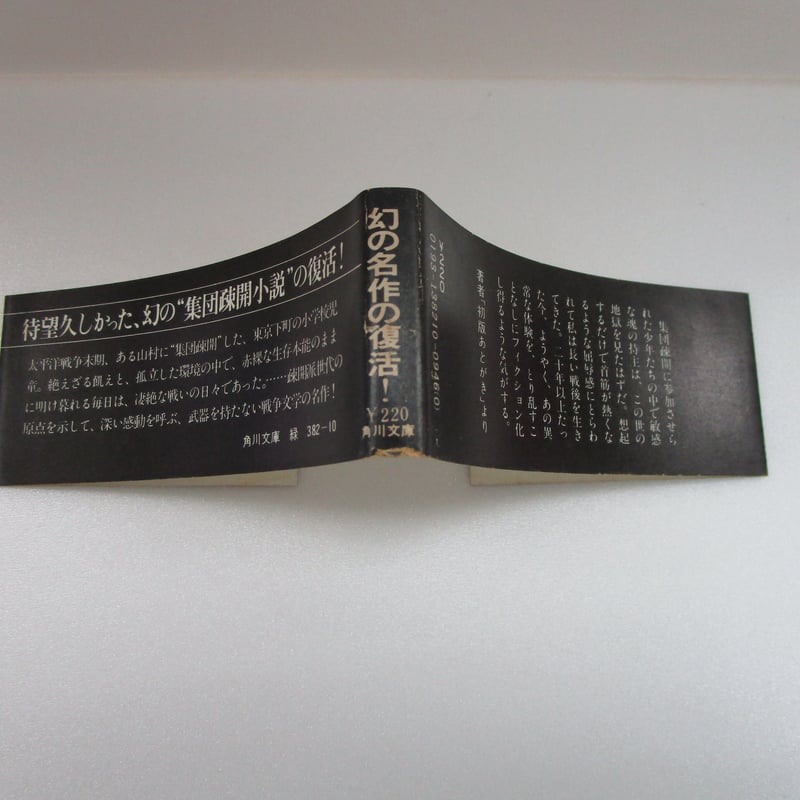 待望久しかった、幻の“集団疎開小説”の復活！
太平洋戦争末期、ある山村に“集団疎開”した、東京下町の小学校児
童。絶えざる飢えと、孤立した環境の中で、赤裸な生存本能のまま
に明け暮れる毎日は、凄絶な戦いの日々であった。……疎開派世代の
原点を示して、深い感動を呼ぶ、武器を持たない戦争文学の名作！
角川文庫 緑 382-10
幻の名作の復活！
¥220
角川文庫
¥220
0193-138210-0946(0)
集団疎開に参加させら
れた少年たちの中で敏感
な魂の持主は、この世の
地獄を見たはずだ。想起
するだけで首筋が熱くな
るような屈辱感にとらわ
れて私は長い戦後を生き
てきた。二十年以上たっ
た今、ようやく、あの異
常な体験を、とり乱すこ
となしにフィクション化
し得るような気がする。
著者「初版あとがき」より